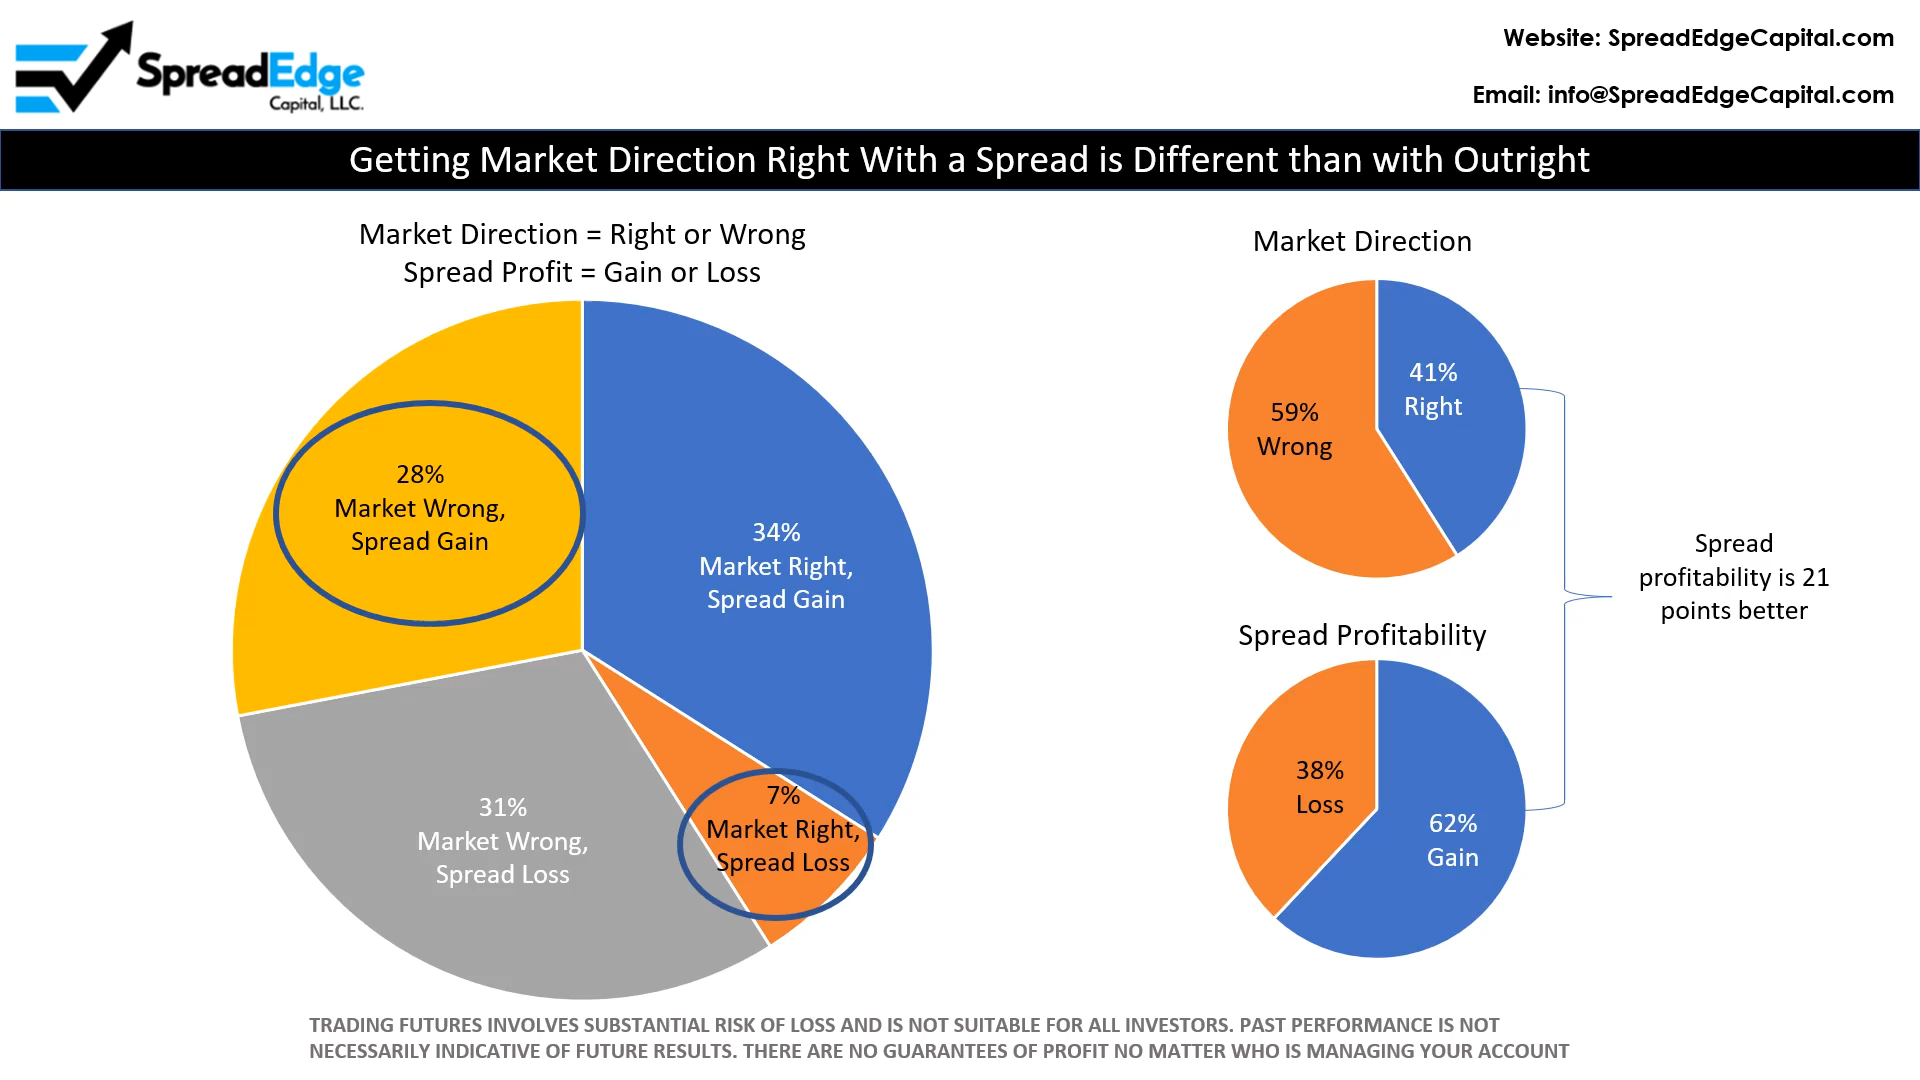 SpreadEdge
Capital, LLC.
Website: SpreadEdgeCapital.com
Email: info@SpreadEdgeCapital.com
Getting Market Direction Right With a Spread is Different than with Outright
Market Direction = Right or Wrong
Spread Profit = Gain or Loss
28%
Market Wrong,
Spread Gain
34%
Market Right,
Spread Gain
31%
Market Wrong,
Spread Loss
7%
Market Right,
Spread Loss
Market Direction
41%
Right
59%
Wrong
Spread Profitability
38%
Loss
62%
Gain
Spread
profitability is 21
points better
TRADING FUTURES INVOLVES SUBSTANTIAL RISK OF LOSS AND IS NOT SUITABLE FOR ALL INVESTORS. PAST PERFORMANCE IS NOT
NECESSARILY INDICATIVE OF FUTURE RESULTS. THERE ARE NO GUARANTEES OF PROFIT NO MATTER WHO IS MANAGING YOUR ACCOUNT